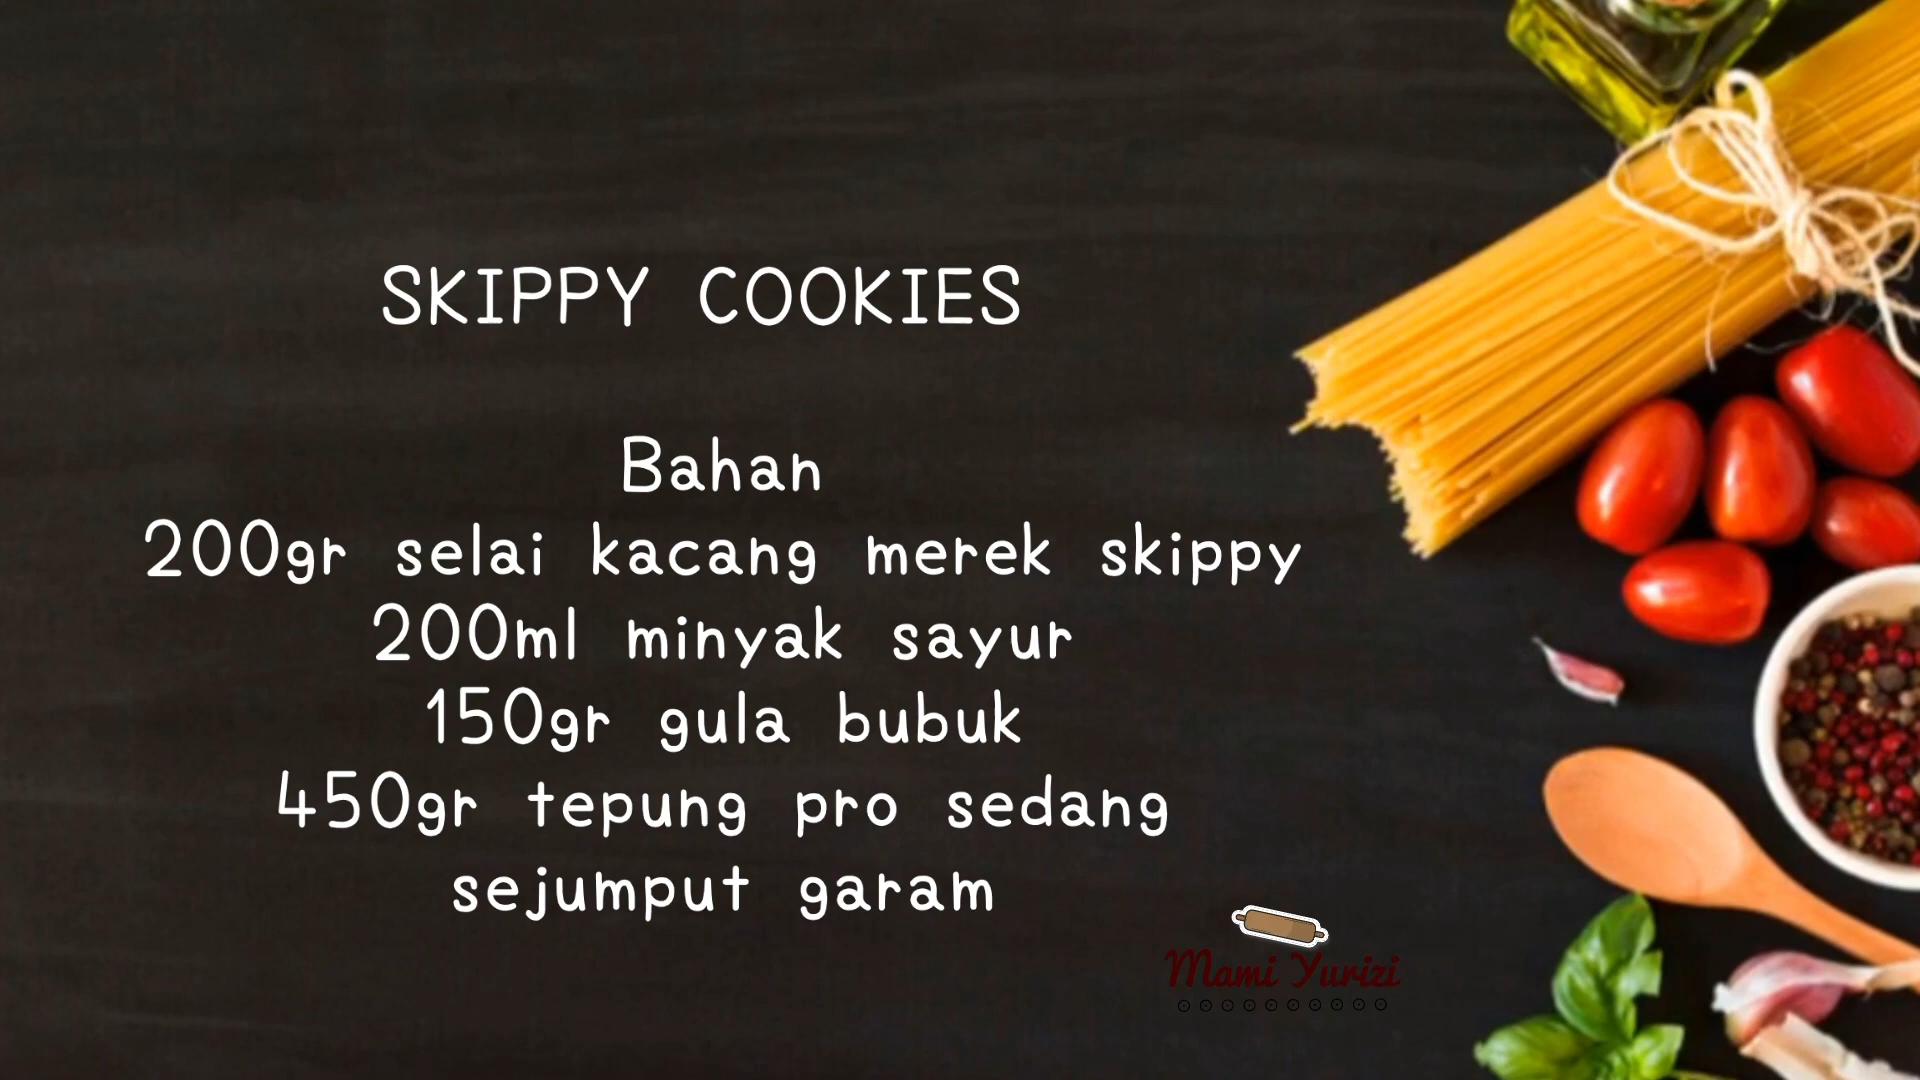 SKIPPY COOKIES
Bahan
200gr selai kacang merek skippy
200ml minyak sayur
150gr gula bubuk
450gr tepung pro sedang
sejumput garam
Mami Yurizi